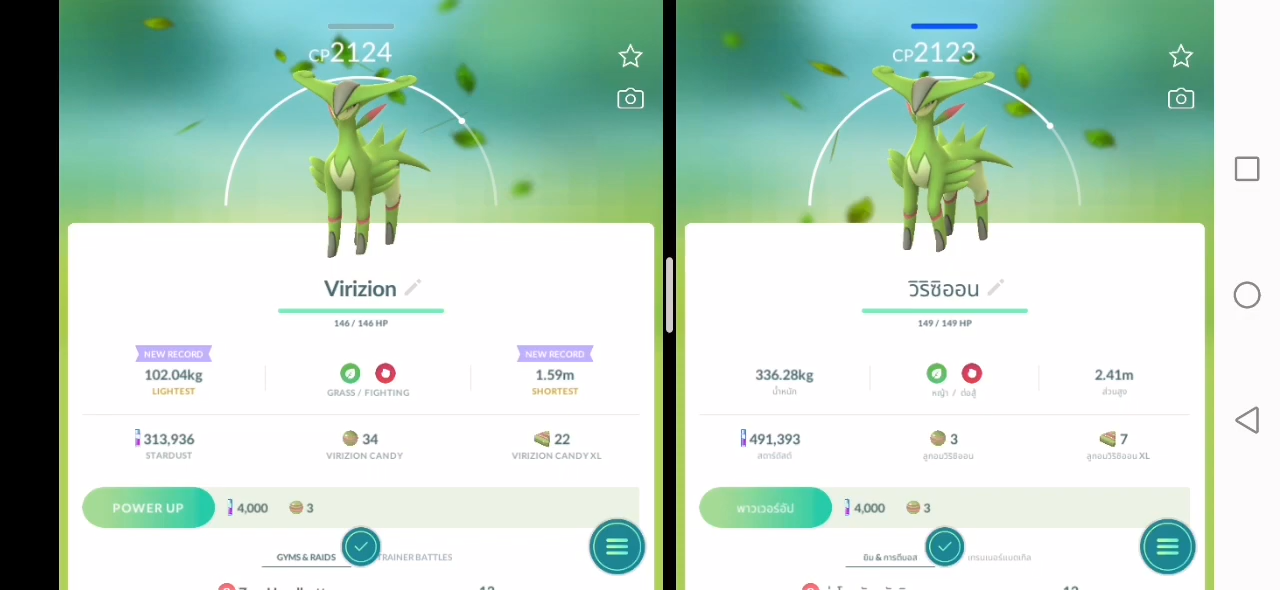 CP2124
Virizion
146 / 146 HP
NEW RECORD
102.04kg
LIGHTEST
GRASS / FIGHTING
NEW RECORD
1.59m
SHORTEST
313,936
STARDUST
34
VIRIZION CANDY
22
VIRIZION CANDY XL
POWER UP
4,000
3
GYMS & RAIDS
TRAINER BATTLES
CP2123
วิริซิออน
149 / 149 HP
336.28kg
น้ำหนัก
หญ้า / ต่อสู้
2.41m
ส่วนสูง
491,393
สตาร์ดัสต์
3
ลูกอมวิริซิออน
7
ลูกอมวิริซิออน XL
พาวเวอร์อัป
4,000
3
ยิม & การตีบอส
เทรนเนอร์แบตเทิล